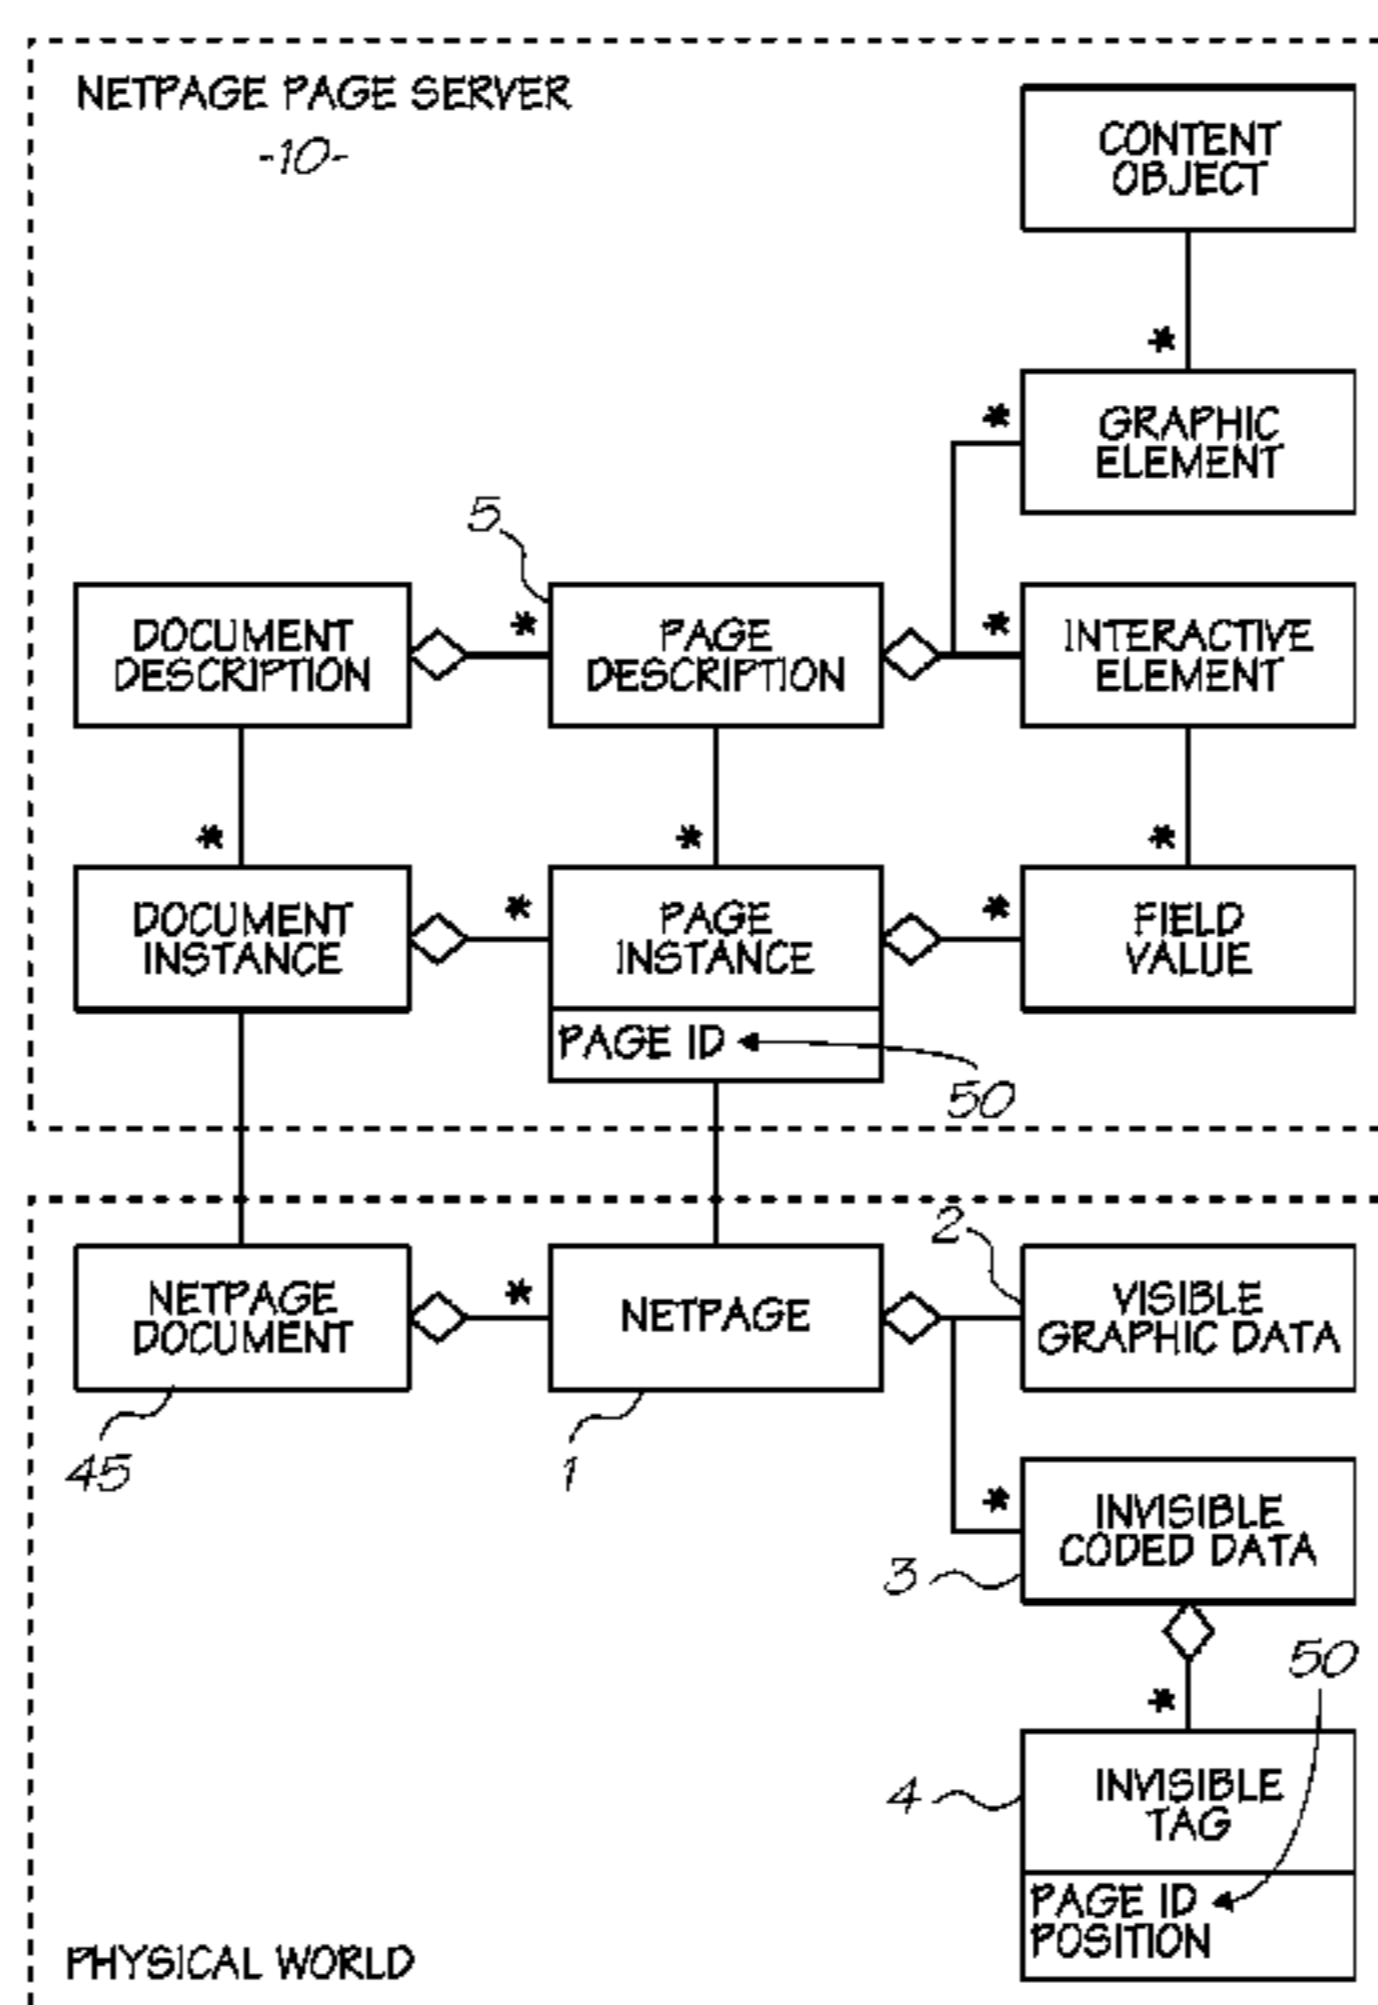 NETPAGE PAGE SERVER
-10-
CONTENT
OBJECT
*
*
GRAPHIC
ELEMENT
5
DOCUMENT
DESCRIPTION
*
PAGE
DESCRIPTION
*
INTERACTIVE
ELEMENT
*
*
*
DOCUMENT
INSTANCE
*
PAGE
INSTANCE
*
FIELD
VALUE
PAGE ID
50
2
NETPAGE
DOCUMENT
*
NETPAGE
VISIBLE
GRAPHIC DATA
45
1
*
INVISIBLE
CODED DATA
3
50
*
4
INVISIBLE
TAG
PAGE ID
POSITION
PHYSICAL WORLD